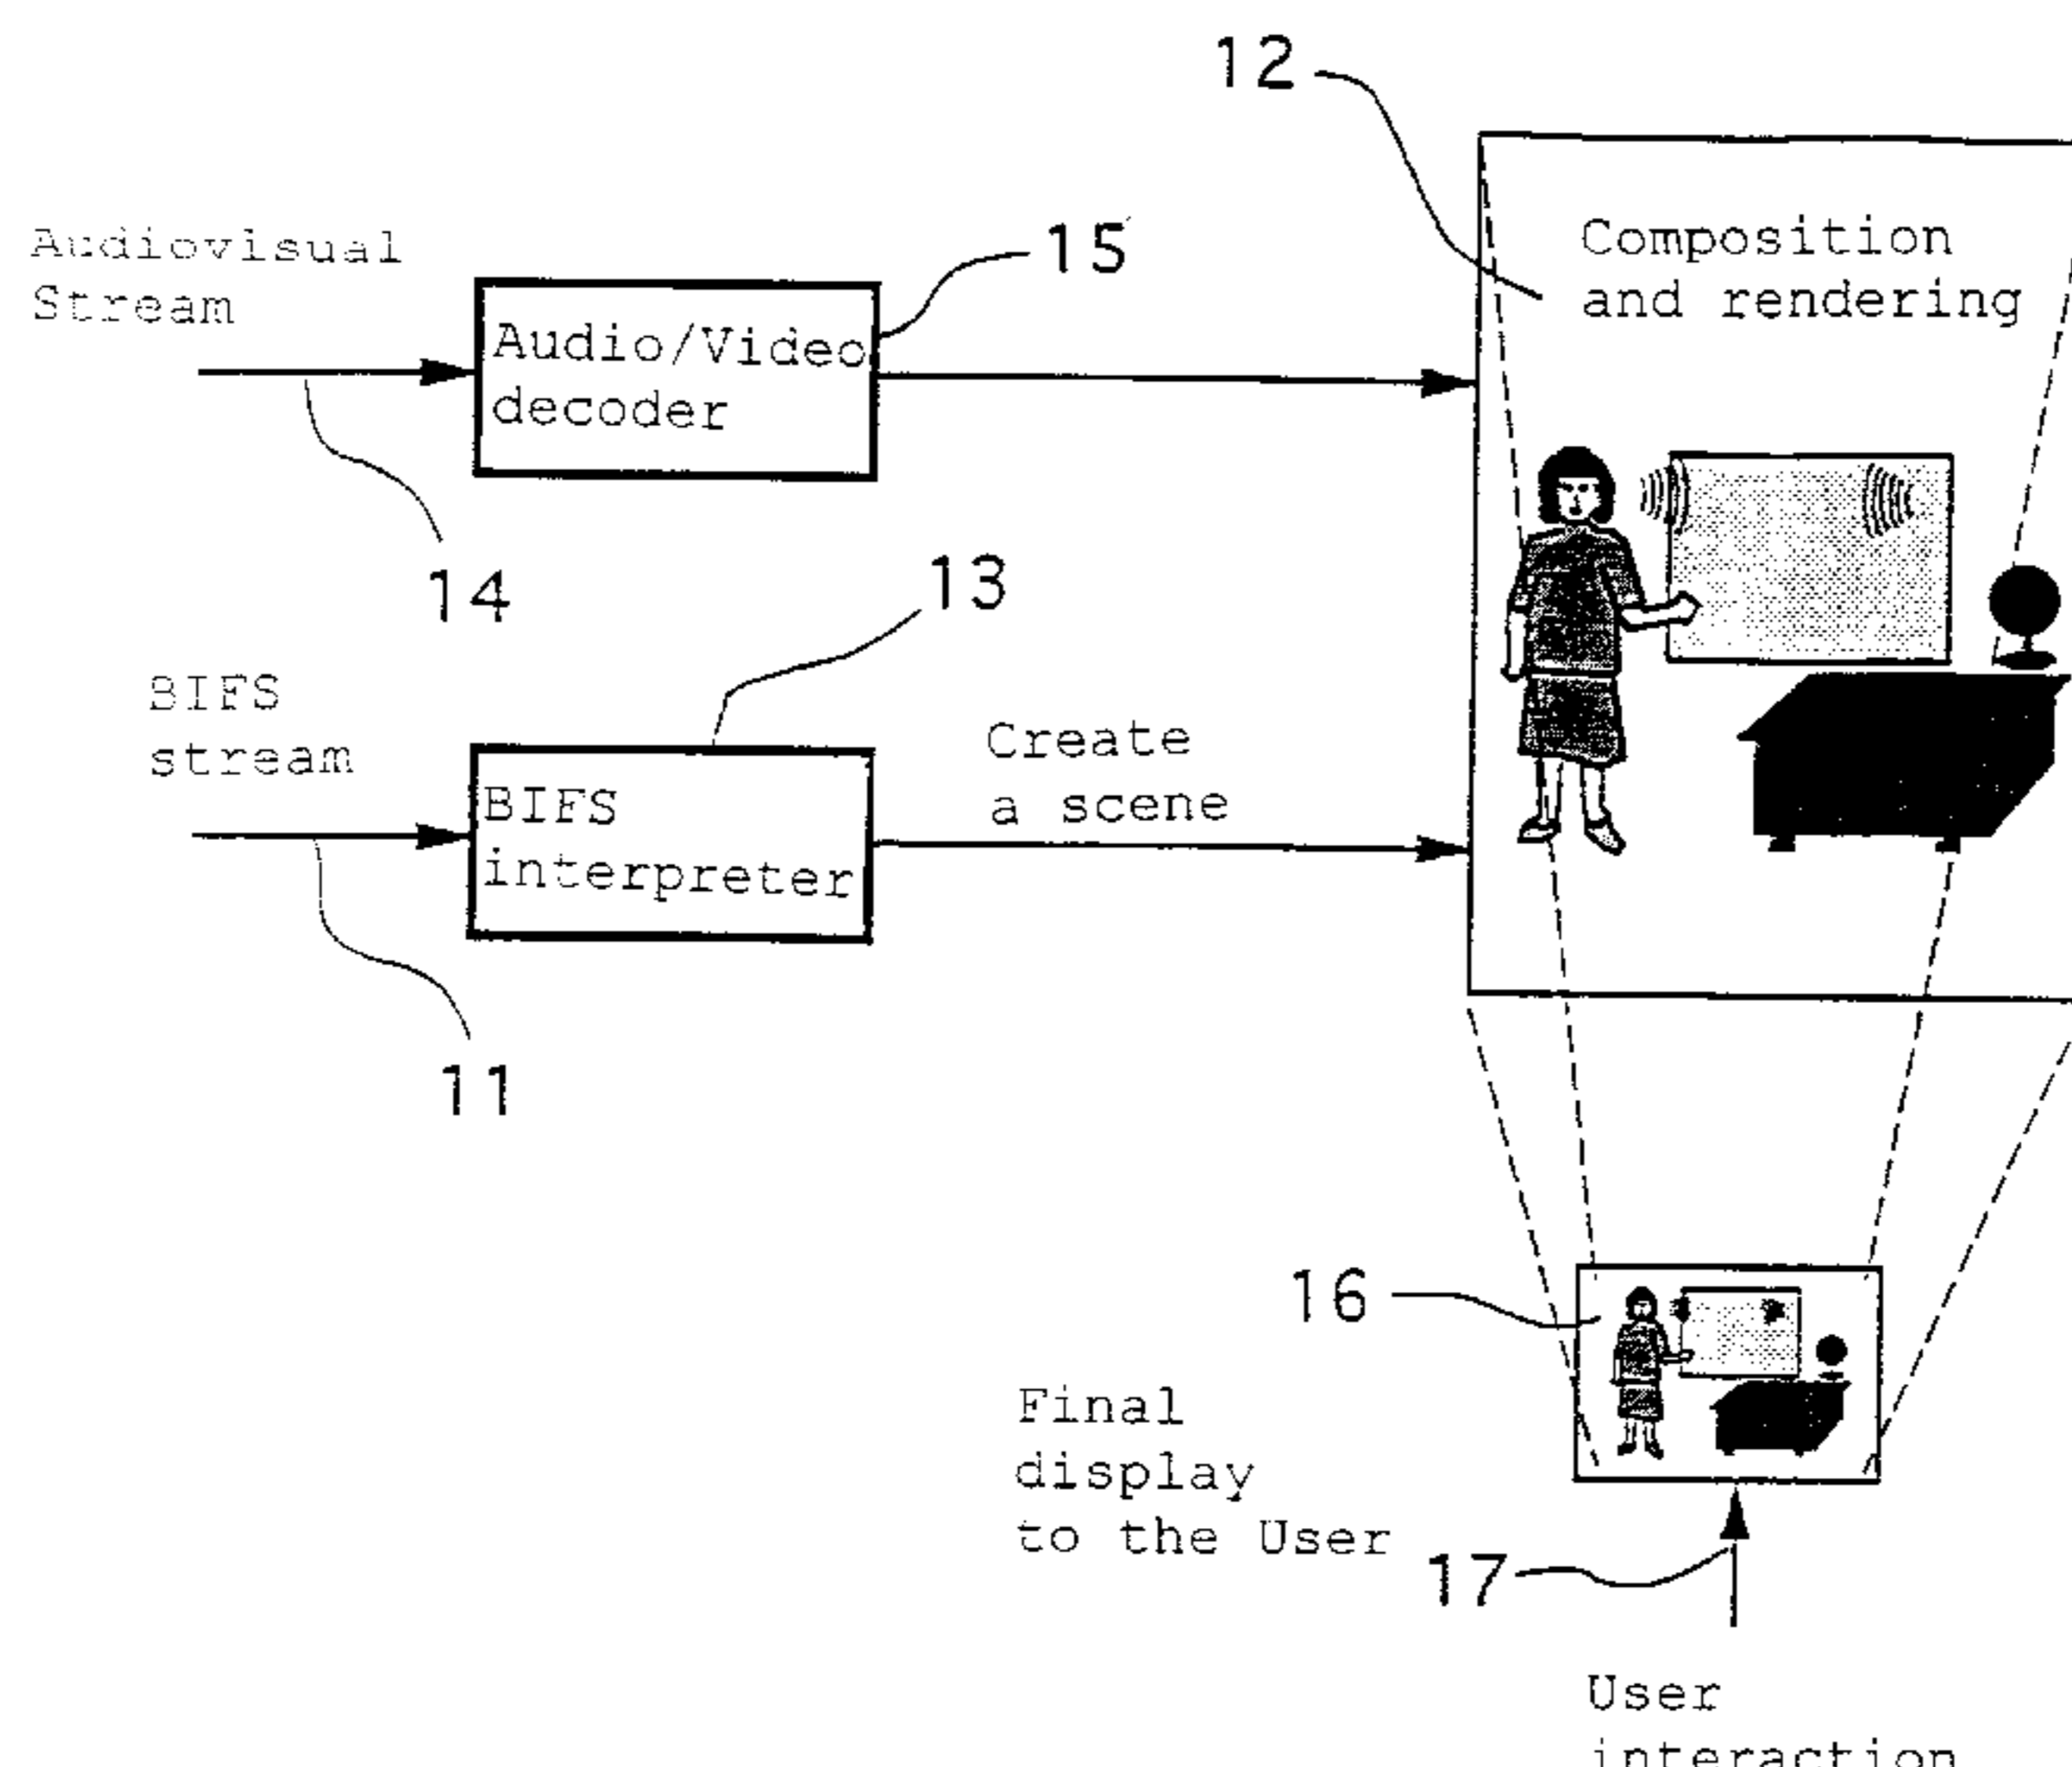 12
Audiovisual
Stream
15
Composition
and rendering
Audio/Video
decoder
14
13
BIFS
stream
Create
a scene
BIFS
interpreter
11
16
Final
display
to the User
17
User
interaction